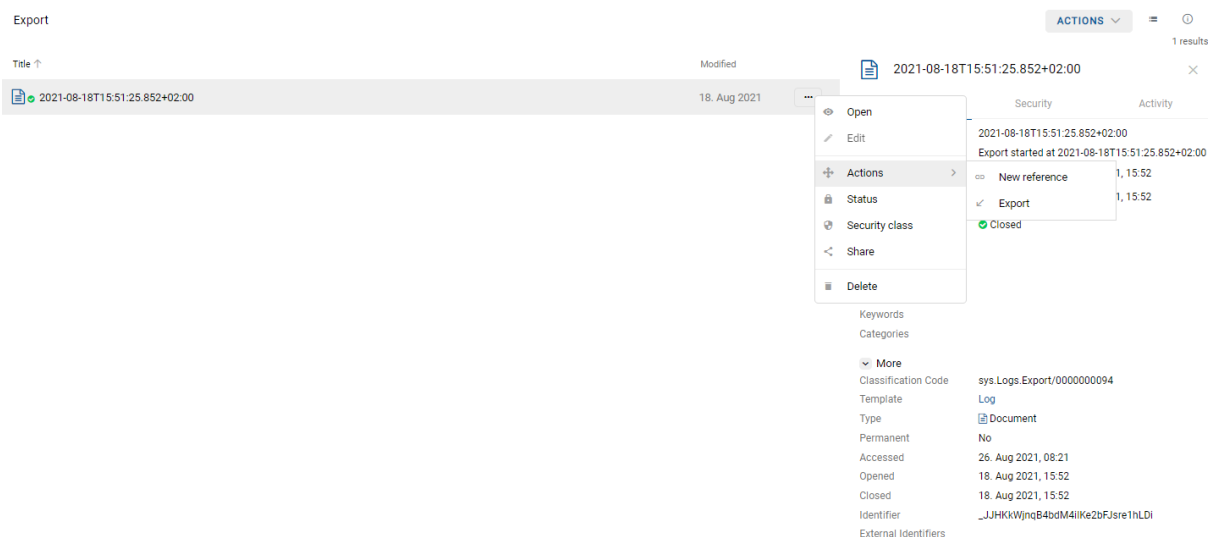 Export
ACTIONS
1 results
Title ↑ Modified
2021-08-18T15:51:25.852+02:00 18. Aug 2021 ...
2021-08-18T15:51:25.852+02:00
Security Activity
2021-08-18T15:51:25.852+02:00
Export started at 2021-08-18T15:51:25.852+02:00
1, 15:52
1, 15:52
Closed
Open
Edit
Actions
Status
Security class
Share
Delete
New reference
Export
Keywords
Categories
More
Classification Code sys.Logs.Export/0000000094
Template Log
Type Document
Permanent No
Accessed 26. Aug 2021, 08:21
Opened 18. Aug 2021, 15:52
Closed 18. Aug 2021, 15:52
Identifier _JJHKkWjnqB4bdM4ilKe2bFJsre1hLDi
External Identifiers